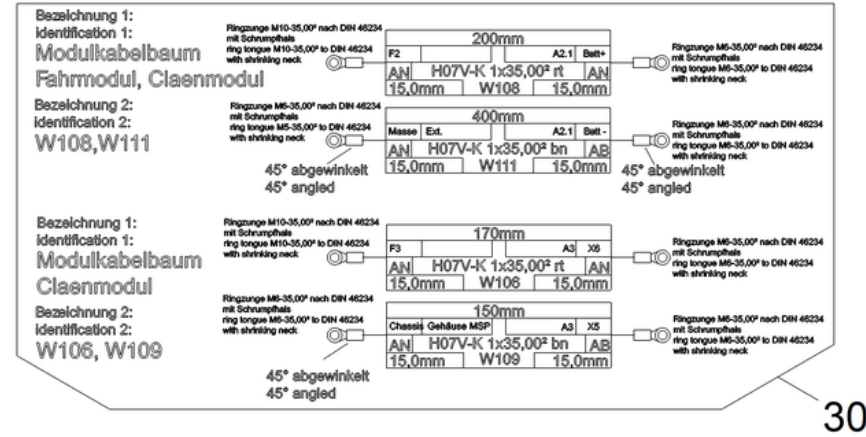 Bezeichnung 1:
identification 1:
Modulkabelbaum
Fahrmodul, Claenmodul
Bezeichnung 2:
identification 2:
W108,W111
Ringzunge M10-35,00² nach DIN 46234
mit Schrumpfhals
ring tongue M10-35,00² to DIN 46234
with shrinking neck
200mm
F2 A2.1 Batt+
AN H07V-K 1x35,00² rt AN
15,0mm W108 15,0mm
Ringzunge M8-35,00² nach DIN 46234
mit Schrumpfhals
ring tongue M8-35,00² to DIN 46234
with shrinking neck
Ringzunge M6-35,00² nach DIN 46234
mit Schrumpfhals
ring tongue M5-35,00² to DIN 46234
with shrinking neck
45° abgewinkelt
45° angled
400mm
Masse Ext. A2.1 Batt -
AN H07V-K 1x35,00² bn AB
15,0mm W111 15,0mm
Ringzunge M6-35,00² nach DIN 46234
mit Schrumpfhals
ring tongue M6-35,00² to DIN 46234
with shrinking neck
45° abgewinkelt
45° angled
Bezeichnung 1:
identification 1:
Modulkabelbaum
Claenmodul
Bezeichnung 2:
identification 2:
W106, W109
Ringzunge M10-35,00² nach DIN 46234
mit Schrumpfhals
ring tongue M10-35,00² to DIN 46234
with shrinking neck
170mm
F3 A3 X6
AN H07V-K 1x35,00² rt AN
15,0mm W106 15,0mm
Ringzunge M6-35,00² nach DIN 46234
mit Schrumpfhals
ring tongue M6-35,00² to DIN 46234
with shrinking neck
Ringzunge M6-35,00² nach DIN 46234
mit Schrumpfhals
ring tongue M6-35,00² to DIN 46234
with shrinking neck
45° abgewinkelt
45° angled
150mm
Chassis Gehäuse MSP A3 X5
AN H07V-K 1x35,00² bn AB
15,0mm W109 15,0mm
Ringzunge M6-35,00² nach DIN 46234
mit Schrumpfhals
ring tongue M6-35,00² to DIN 46234
with shrinking neck
30